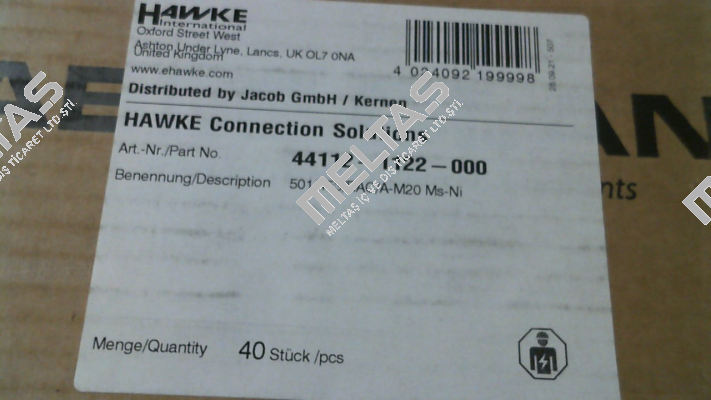 HAWKE
International
Oxford Street West
Ashton Under Lyne, Lancs, UK OL7 0NA
United Kingdom
www.ehawke.com
4 024092 199998
Distributed by Jacob GmbH / Kernen
HAWKE Connection Solutions
Art.-Nr./Part No.
Benennung/Description Ms-Ni
Menge/Quantity 40 Stück /pcs
MELTAS
MELTAŞ İÇ VE DIŞ TİCARET LTD ŞTİ.